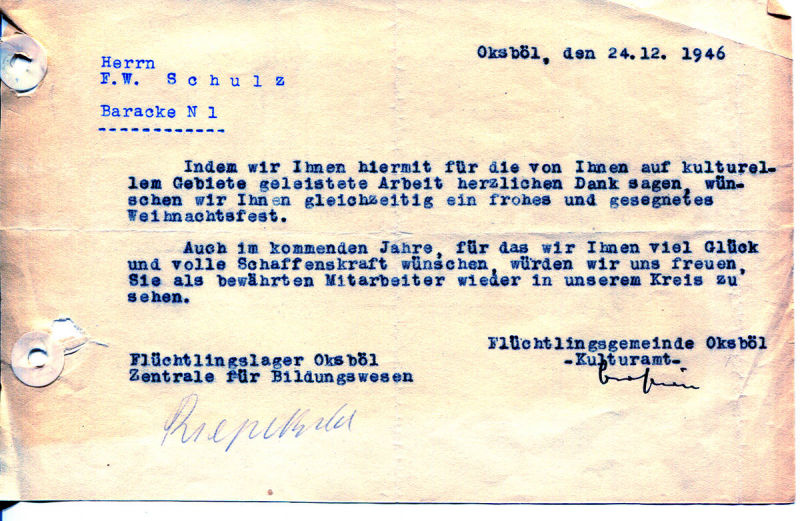 Oksböl, den 24.12. 1946
Herrn
F.W. S c h u l z
Baracke N 1
Indem wir Ihnen hiermit für die von Ihnen auf kulturel-
lem Gebiete geleistete Arbeit herzlichen Dank sagen, wün-
schen wir Ihnen gleichzeitig ein frohes und gesegnetes
Weihnachtsfest.
Auch im kommenden Jahre, für das wir Ihnen viel Glück
und volle Schaffenskraft wünschen, würden wir uns freuen,
Sie als bewährten Mitarbeiter wieder in unserem Kreis zu
sehen.
Flüchtlingslager Oksböl
Zentrale für Bildungswesen
Flüchtlingsgemeinde Oksböl
-Kulturamt-